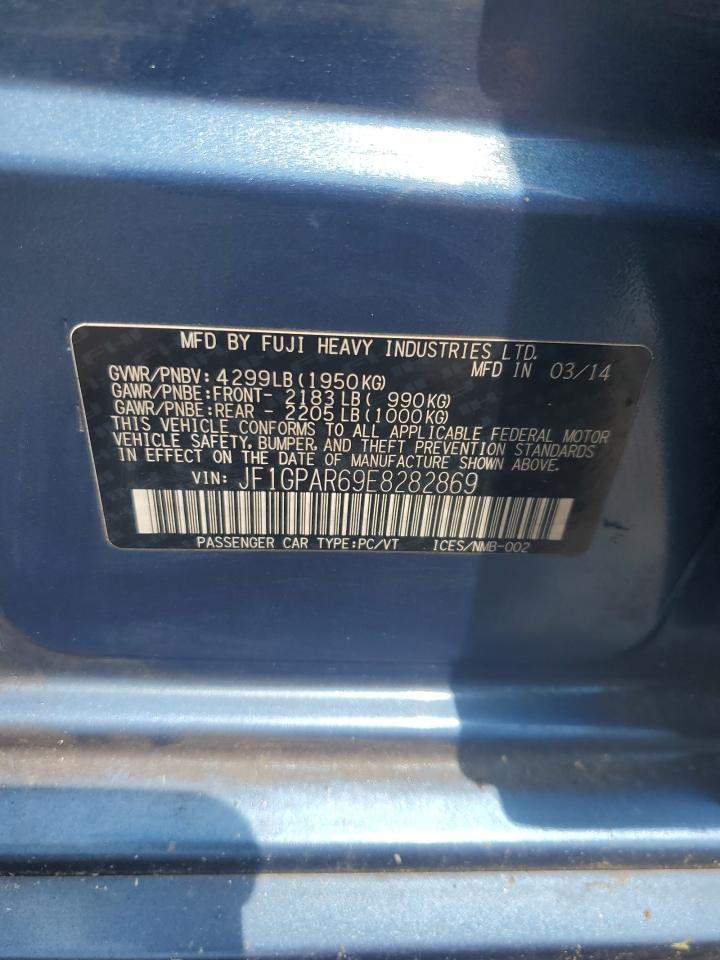 MFD BY FUJI HEAVY INDUSTRIES LTD.
GVWR/PNBV: 4299LB(1950KG) MFD IN 03/14
GAWR/PNBE:FRONT- 2183LB( 990KG)
GAWR/PNBE:REAR - 2205LB(1000KG)
THIS VEHICLE CONFORMS TO ALL APPLICABLE FEDERAL MOTOR
VEHICLE SAFETY, BUMPER, AND THEFT PREVENTION STANDARDS
IN EFFECT ON THE DATE OF MANUFACTURE SHOWN ABOVE.
VIN: JF1GPAR69E8282869
PASSENGER CAR TYPE:PC/VT ICES/NMB-002